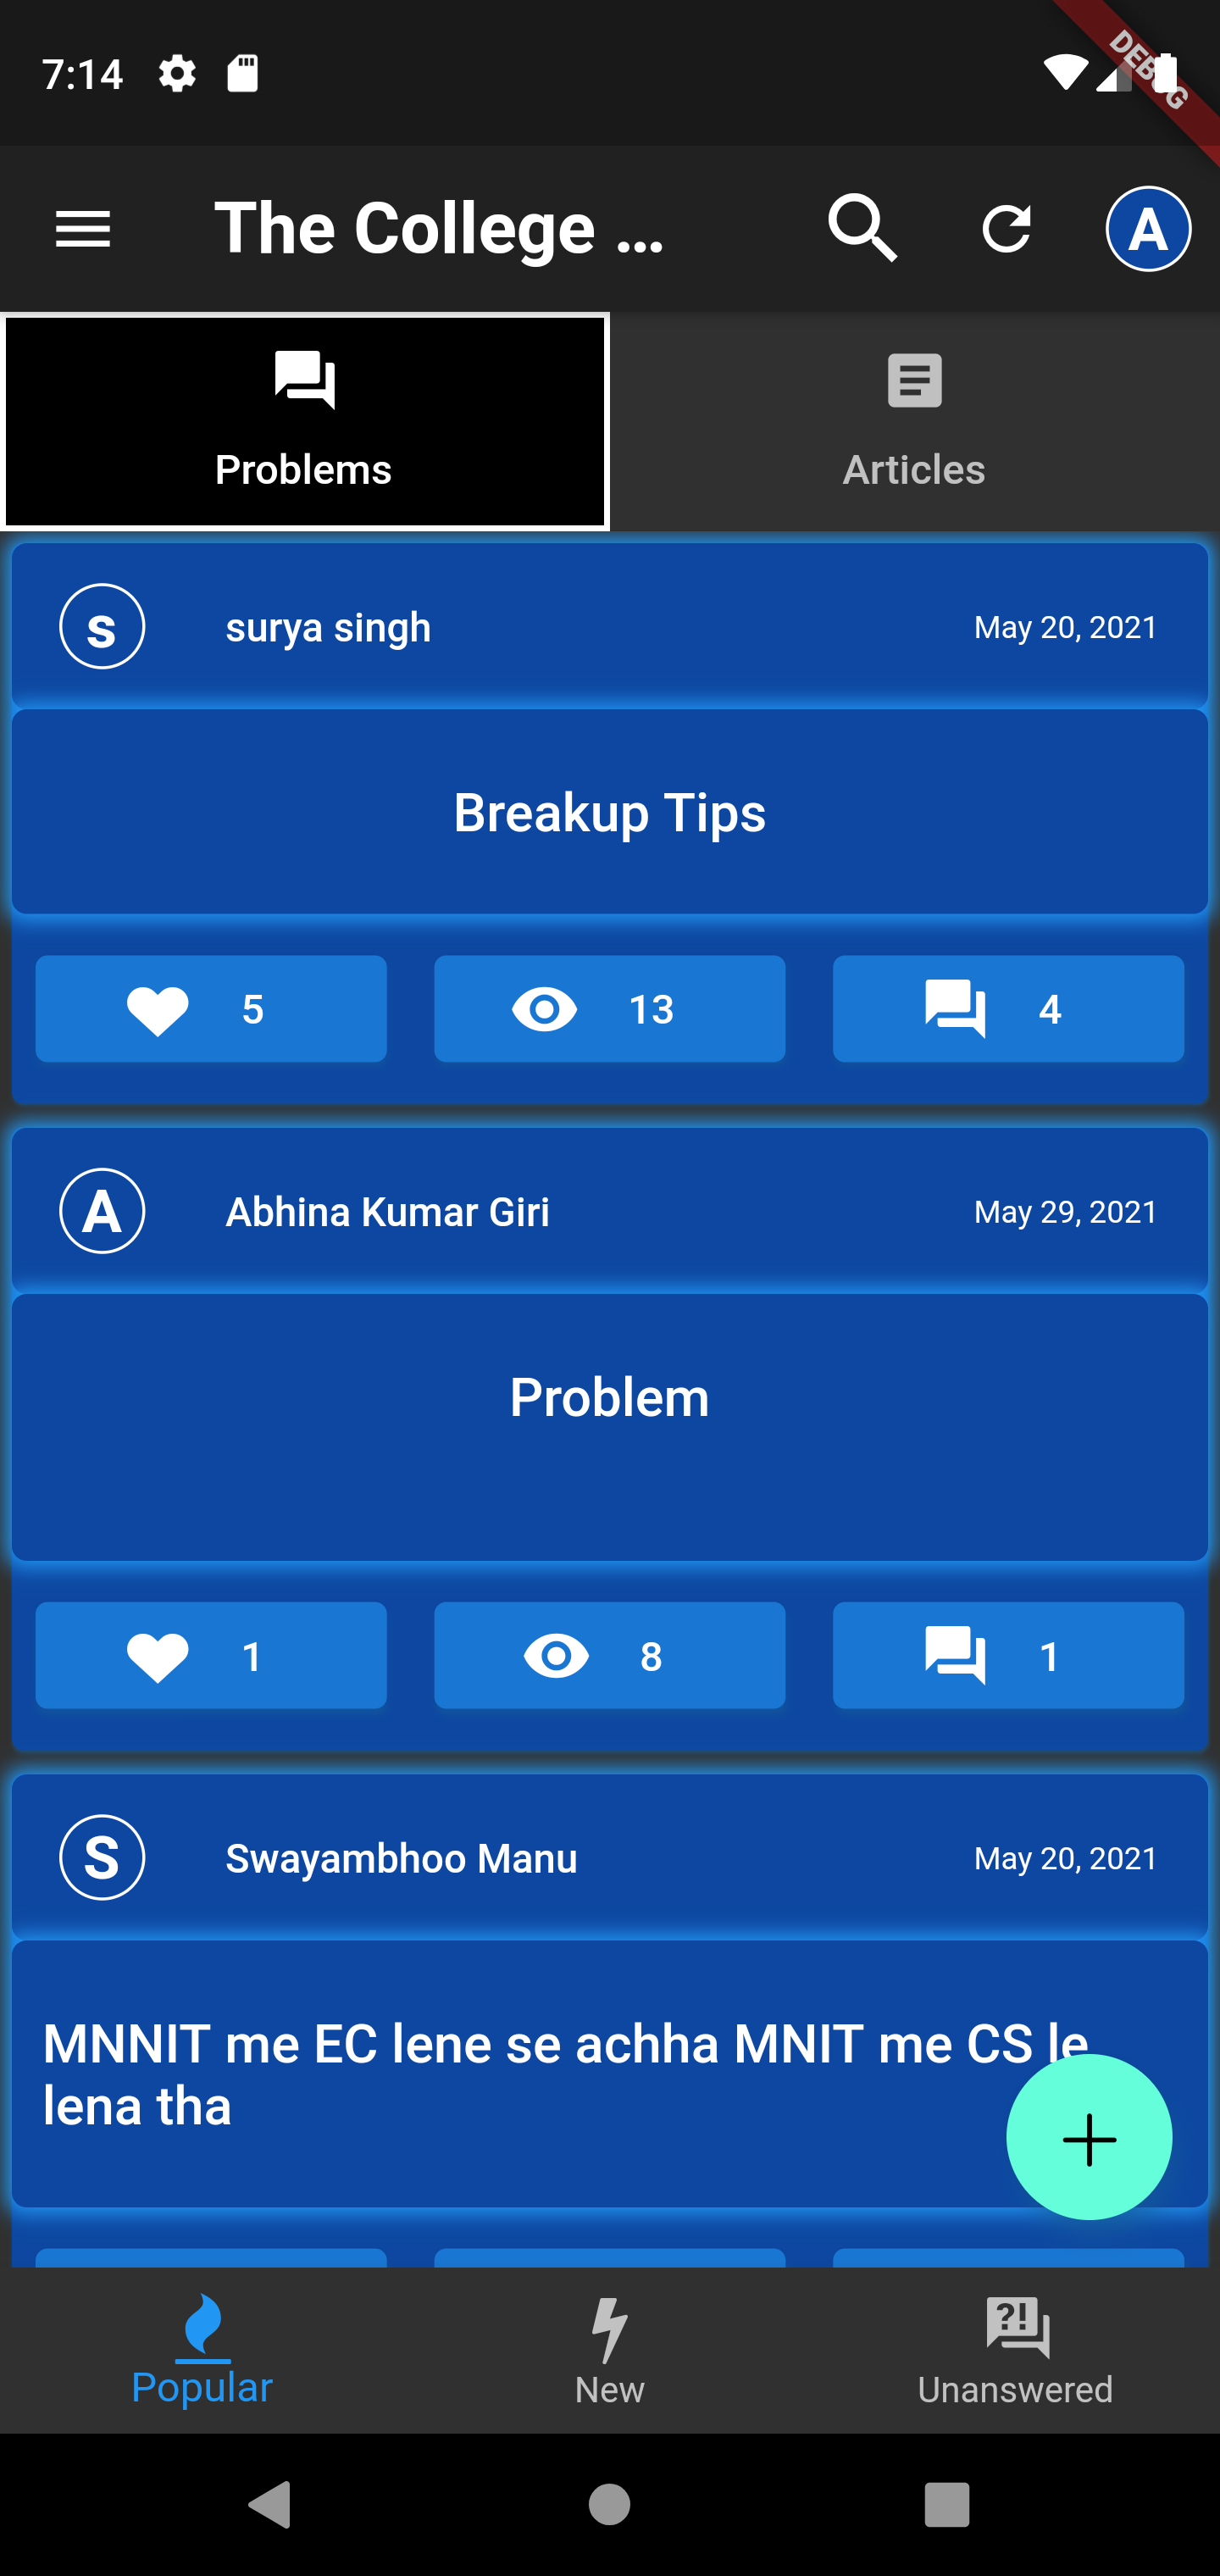 7:14
DEBUG
The College ...
A
Problems
Articles
s
surya singh
May 20, 2021
Breakup Tips
5
13
4
A
Abhina Kumar Giri
May 29, 2021
Problem
1
8
1
S
Swayambhoo Manu
May 20, 2021
MNNIT me EC lene se achha MNIT me CS le
lena tha
?!
Popular
New
Unanswered